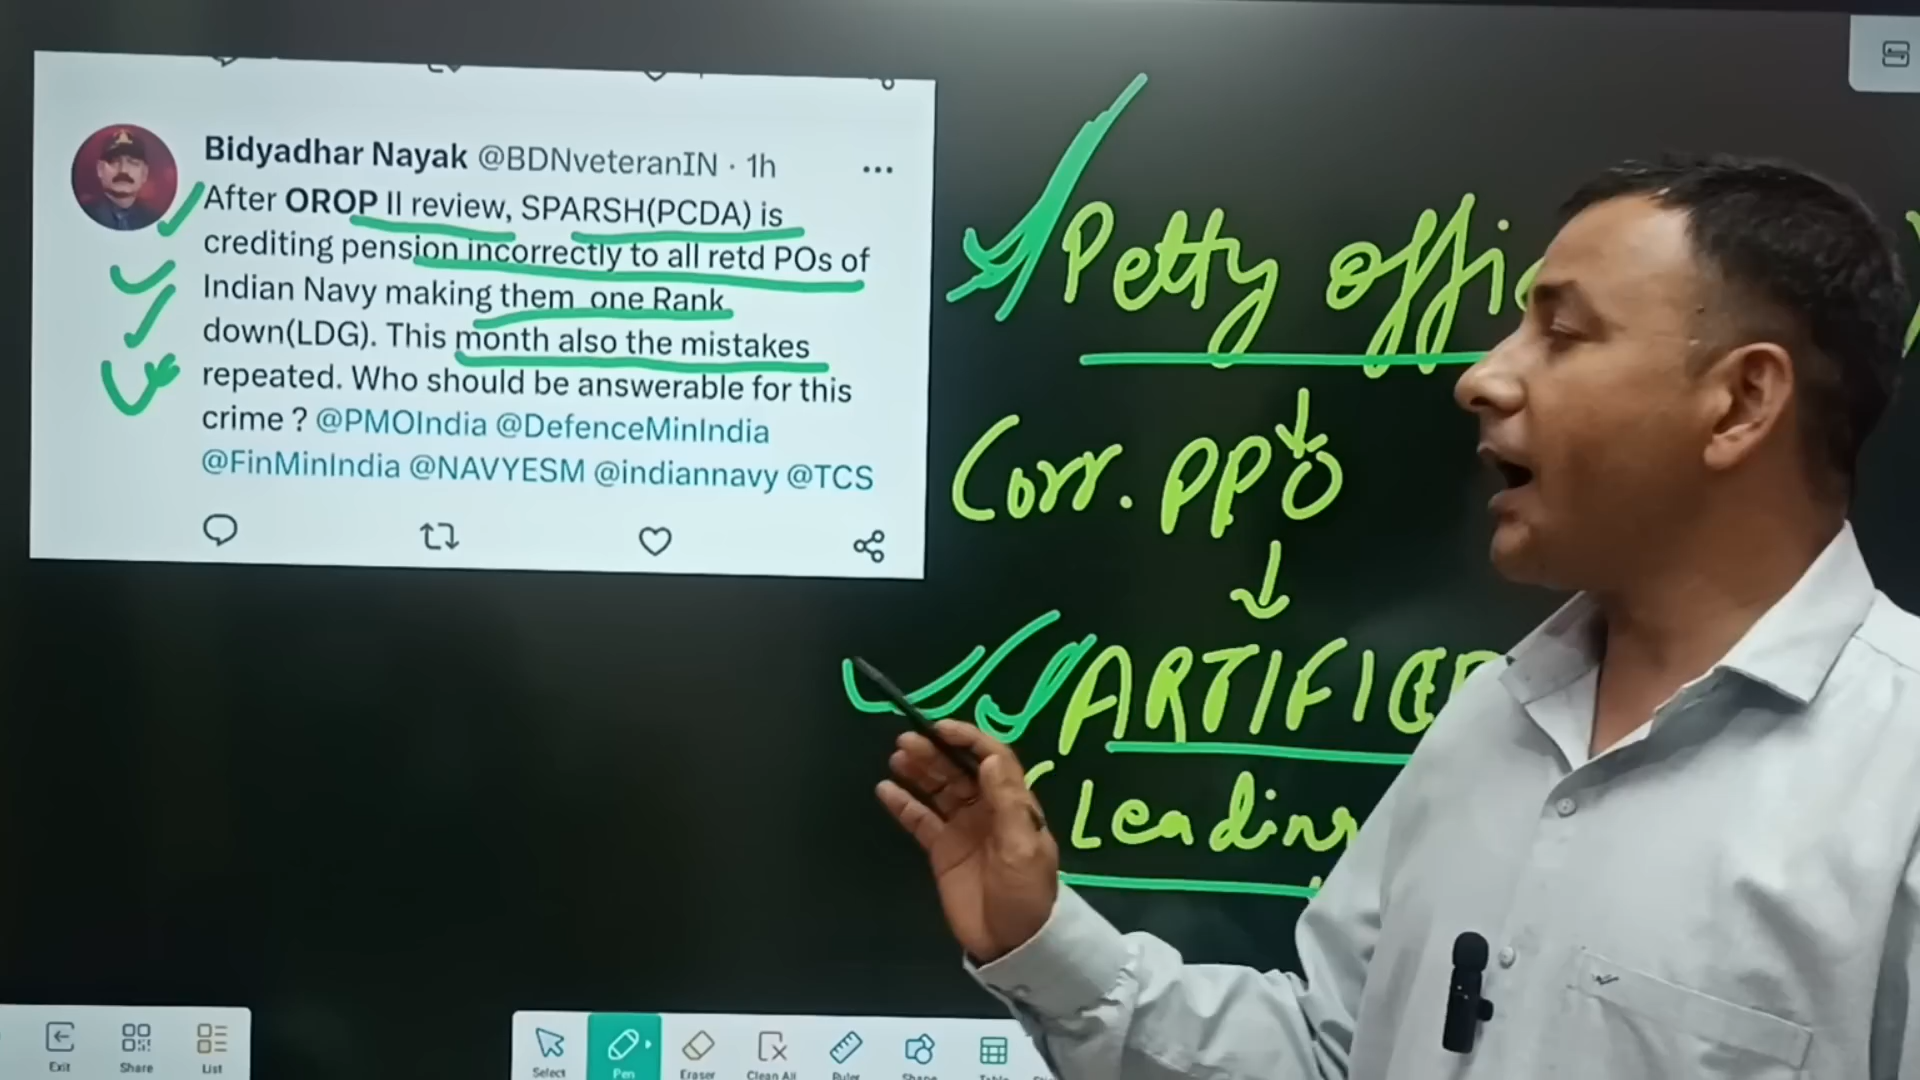 Bidyadhar Nayak @BDNveteranIN · 1h
After OROP II review, SPARSH(PCDA) is
crediting pension incorrectly to all retd POs of
Indian Navy making them one Rank
down(LDG). This month also the mistakes
repeated. Who should be answerable for this
crime ? @PMOIndia @DefenceMinIndia
@FinMinIndia @NAVYESM @indiannavy @TCS
Petty offi
Corr. PPO
ARTIFICER
(Leading
Exit Share List
Select Pen Eraser Clean All Ruler Shape Table